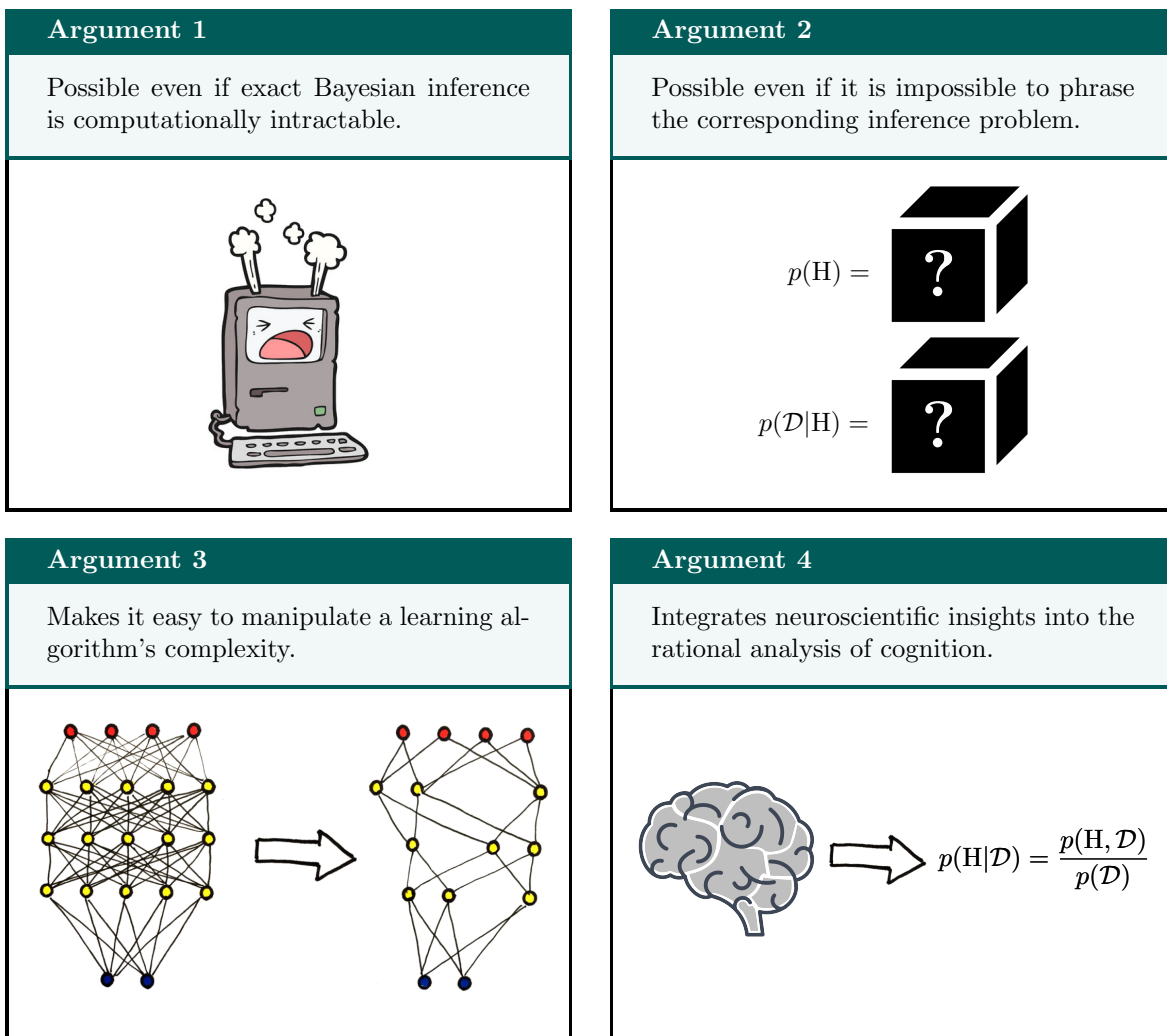 Argument 1
Possible even if exact Bayesian inference
is computationally intractable.
Argument 2
Possible even if it is impossible to phrase
the corresponding inference problem.
p(H) =
?
p(𝒟|H) =
?
Argument 3
Makes it easy to manipulate a learning al-
gorithm's complexity.
Argument 4
Integrates neuroscientific insights into the
rational analysis of cognition.
p(H|𝒟) = p(H, 𝒟)
p(𝒟)